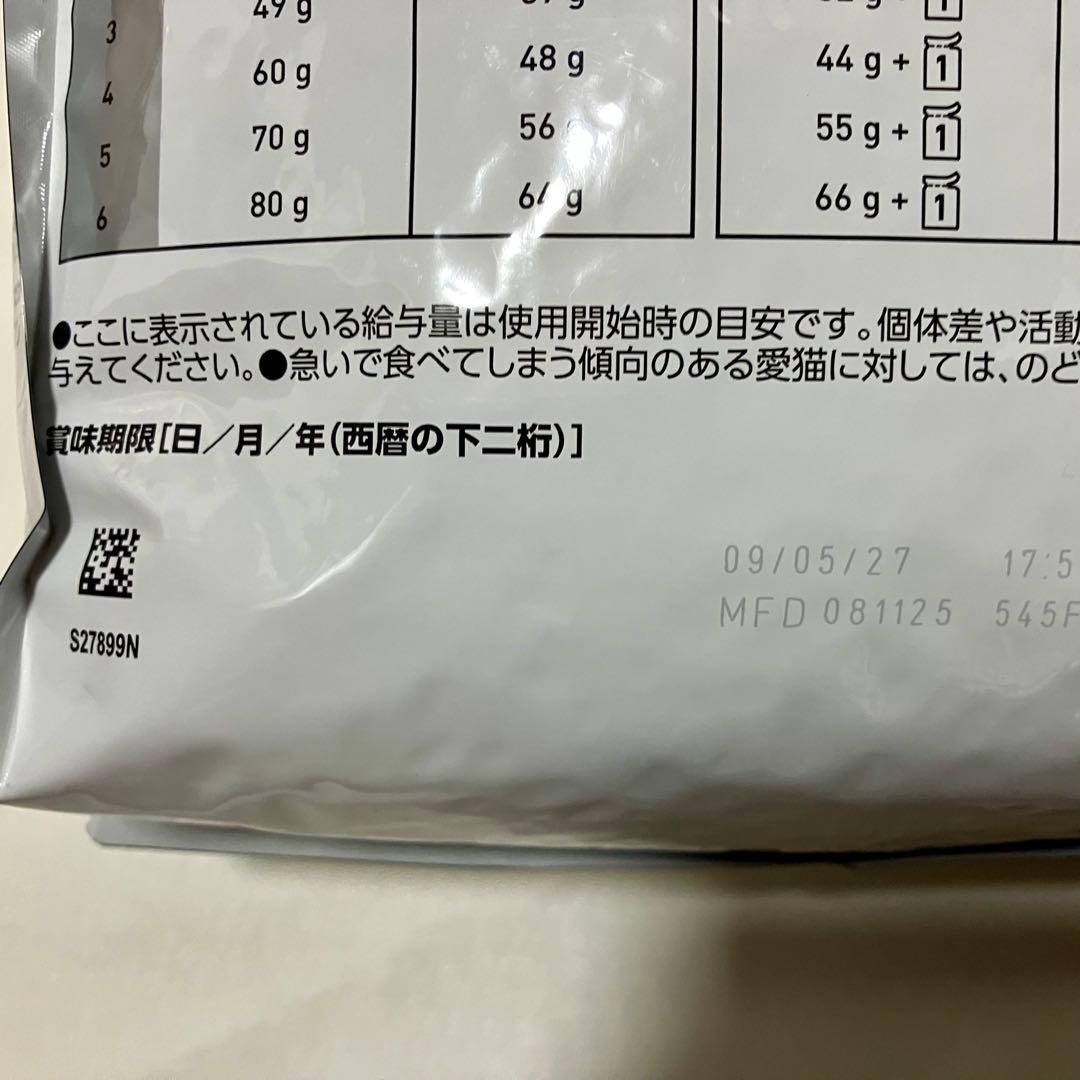 3 49 g
4 60 g 48 g 44 g + 1
5 70 g 56 55 g + 1
6 80 g 64 g 66 g + 1
●ここに表示されている給与量は使用開始時の目安です。個体差や活動
与えてください。●急いで食べてしまう傾向のある愛猫に対しては、のど
賞味期限[日／月／年(西暦の下二桁)]
09/05/27 17:5
MFD 081125 545F
S27899N